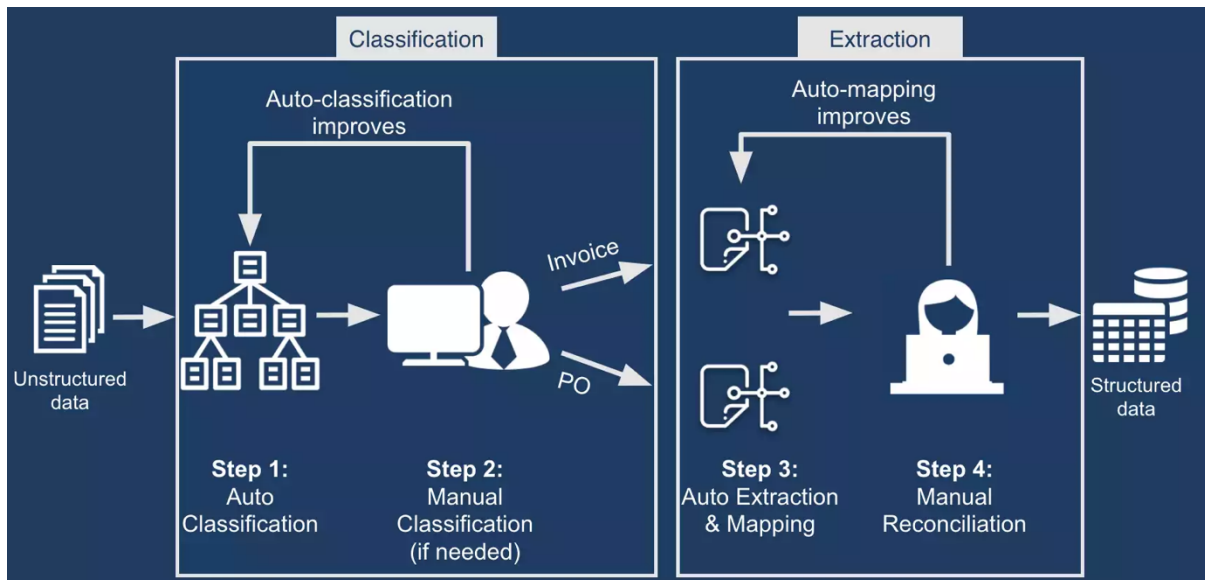 Classification
Extraction
Auto-classification
improves
Auto-mapping
improves
Invoice
PO
Unstructured
data
Structured
data
Step 1:
Auto
Classification
Step 2:
Manual
Classification
(if needed)
Step 3:
Auto Extraction
& Mapping
Step 4:
Manual
Reconciliation